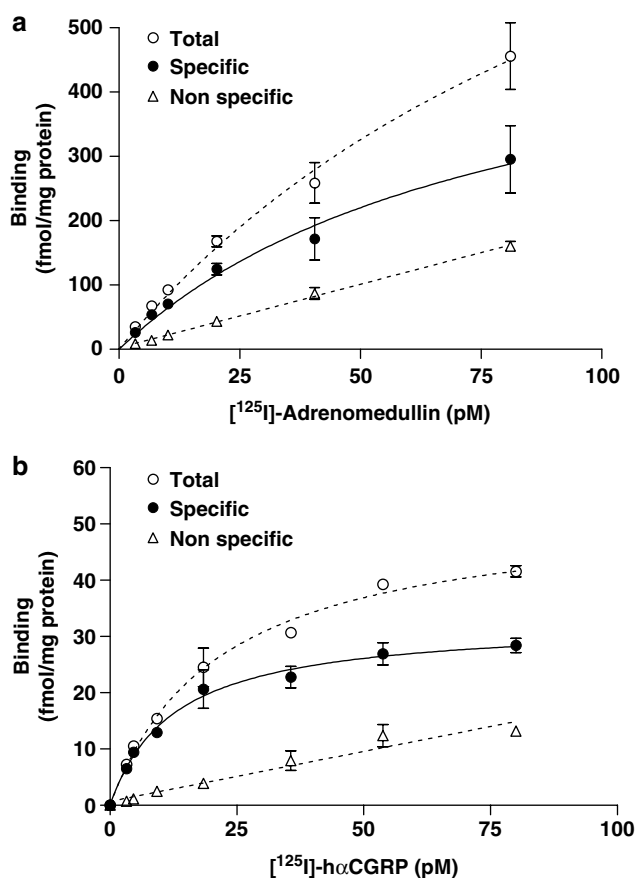 a
Total
Specific
Non specific
500
400
300
200
100
0
Binding
(fmol/mg protein)
0 25 50 75 100
[¹²⁵I]-Adrenomedullin (pM)
b
Total
Specific
Non specific
60
50
40
30
20
10
0
Binding
(fmol/mg protein)
0 25 50 75 100
[¹²⁵I]-hαCGRP (pM)